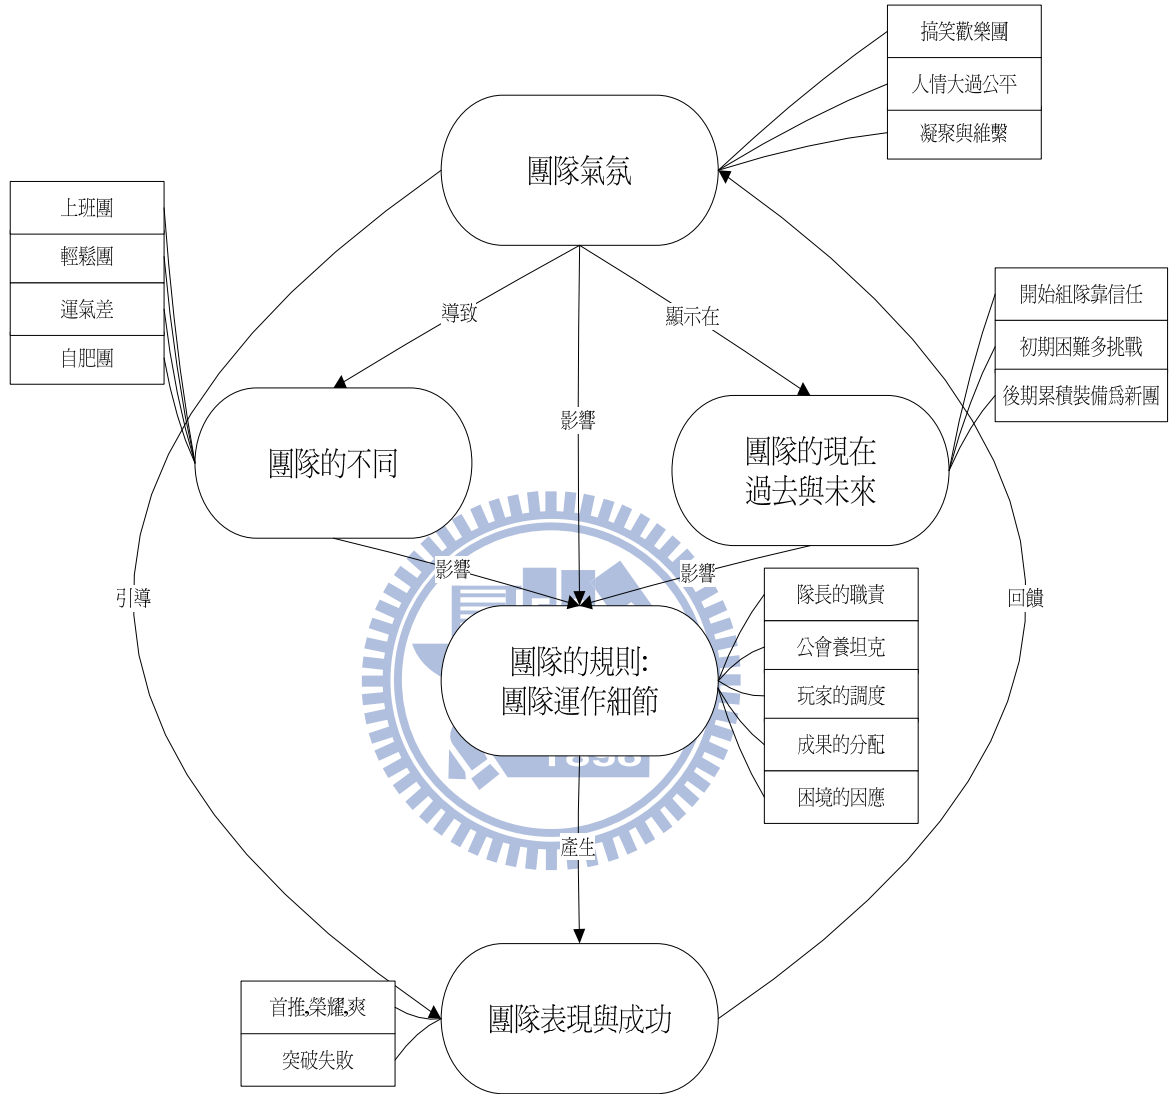 搞笑歡樂團
人情大過公平
凝聚與維繫
團隊氣氛
上班團
輕鬆團
運氣差
自肥團
開始組隊靠信任
初期困難多挑戰
後期累積裝備為新團
導致
顯示在
影響
團隊的不同
團隊的現在
過去與未來
影響
影響
引導
回饋
團隊的規則:
團隊運作細節
隊長的職責
公會養坦克
玩家的調度
成果的分配
困境的因應
1898
產生
首推,榮耀,爽
突破失敗
團隊表現與成功